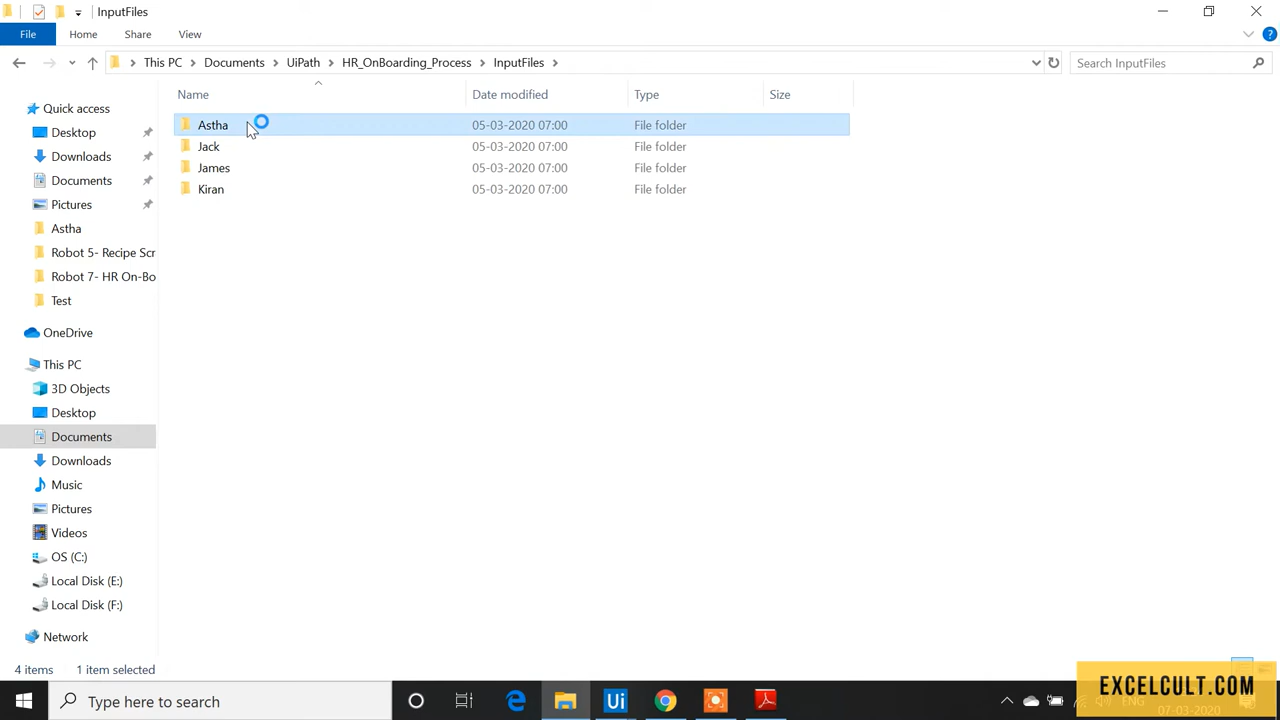 InputFiles
File Home Share View
This PC Documents UiPath HR_OnBoarding_Process InputFiles Search InputFiles
Name Date modified Type Size
Quick access
Desktop
Downloads
Documents
Pictures
Astha
Robot 5- Recipe Scr
Robot 7- HR On-Bo
Test
OneDrive
This PC
3D Objects
Desktop
Documents
Downloads
Music
Pictures
Videos
OS (C:)
Local Disk (E:)
Local Disk (F:)
Network
Astha 05-03-2020 07:00 File folder
Jack 05-03-2020 07:00 File folder
James 05-03-2020 07:00 File folder
Kiran 05-03-2020 07:00 File folder
4 items 1 item selected
Type here to search
Ui
ENG
07-03-2020
EXCELCULT.COM